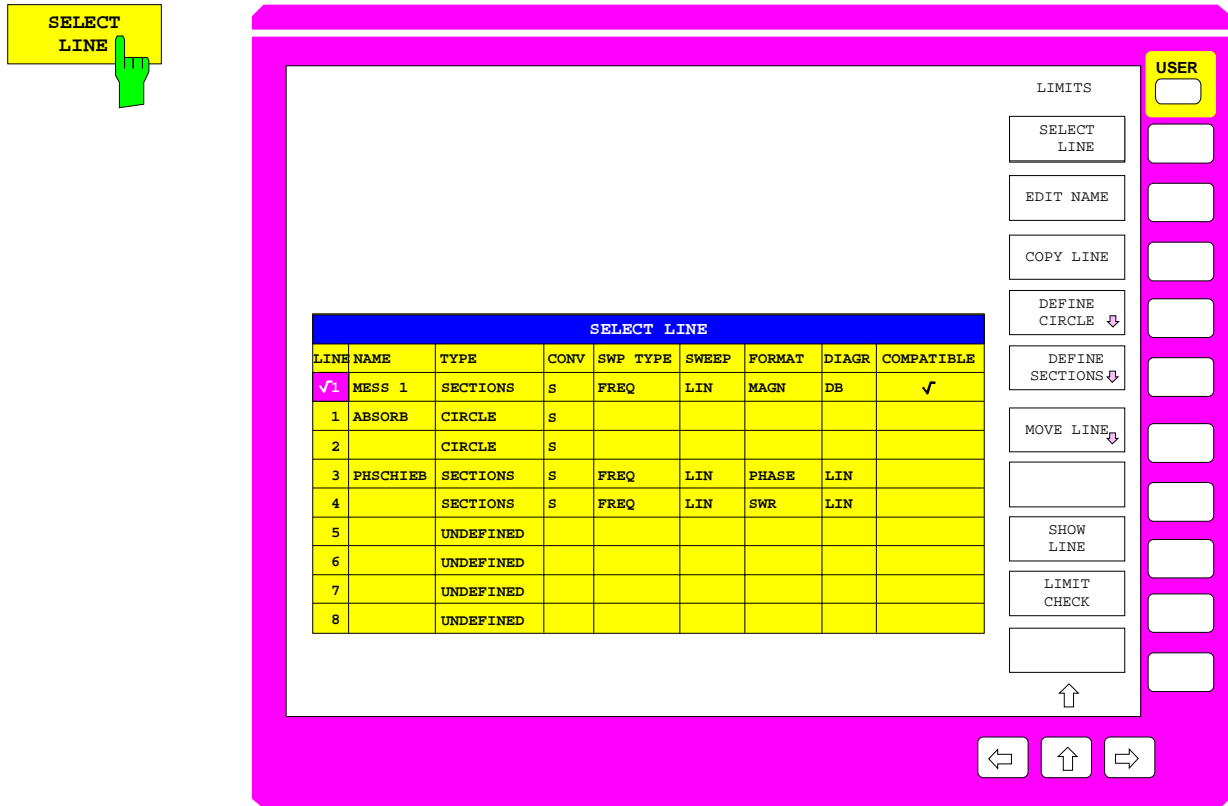 SELECT
LINE
USER
LIMITS
SELECT
LINE
EDIT NAME
COPY LINE
DEFINE
CIRCLE
DEFINE
SECTIONS
MOVE LINE
SHOW
LINE
LIMIT
CHECK
SELECT LINE
LINE NAME TYPE CONV SWP TYPE SWEEP FORMAT DIAGR COMPATIBLE
√1 MESS 1 SECTIONS S FREQ LIN MAGN DB √
1 ABSORB CIRCLE S
2 CIRCLE S
3 PHSCHIEB SECTIONS S FREQ LIN PHASE LIN
4 SECTIONS S FREQ LIN SWR LIN
5 UNDEFINED
6 UNDEFINED
7 UNDEFINED
8 UNDEFINED